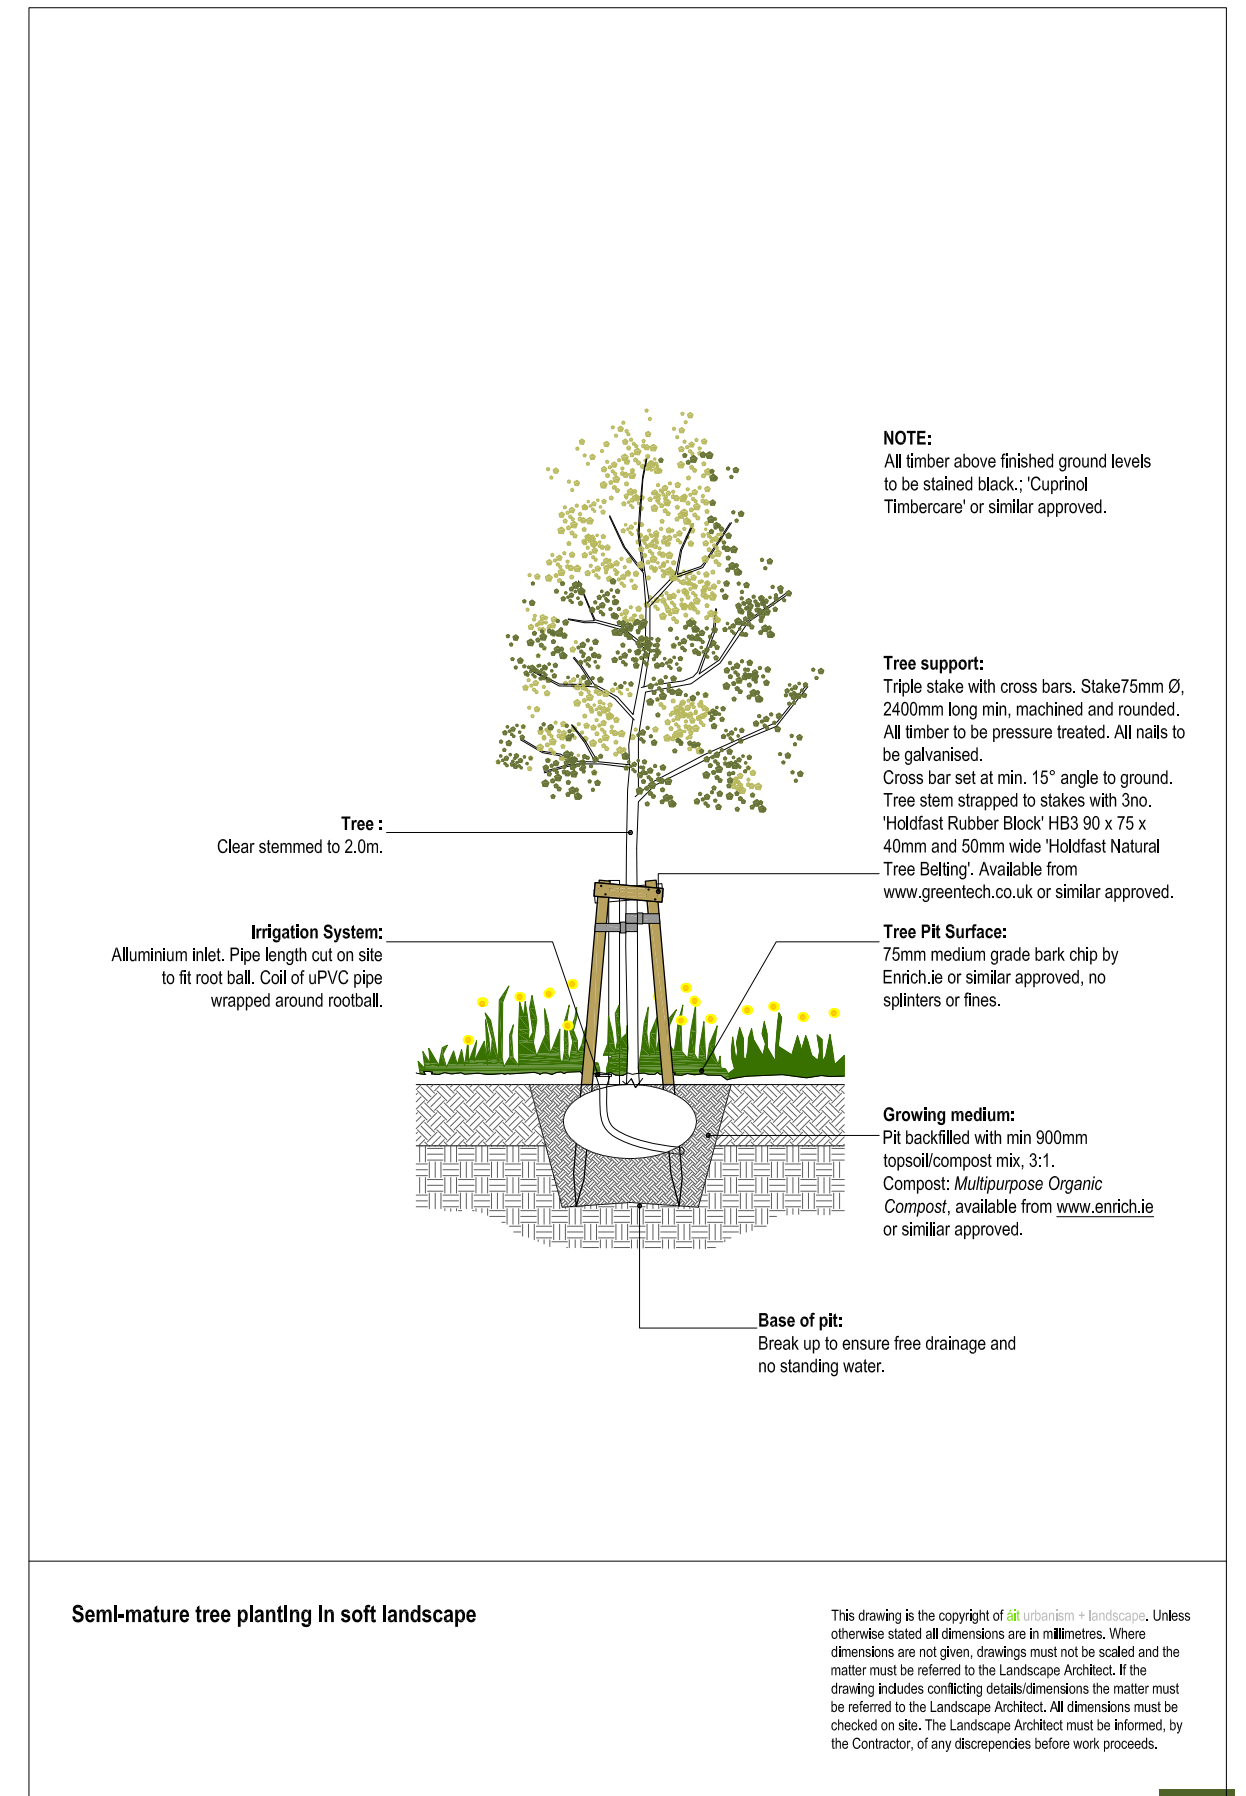 NOTE:
All timber above finished ground levels
to be stained black.; 'Cuprinol
Timbercare' or similar approved.
Tree support:
Triple stake with cross bars. Stake75mm Ø,
2400mm long min, machined and rounded.
All timber to be pressure treated. All nails to
be galvanised.
Cross bar set at min. 15° angle to ground.
Tree stem strapped to stakes with 3no.
'Holdfast Rubber Block' HB3 90 x 75 x
40mm and 50mm wide 'Holdfast Natural
Tree Belting'. Available from
www.greentech.co.uk or similar approved.
Tree :
Clear stemmed to 2.0m.
Irrigation System:
Alluminium inlet. Pipe length cut on site
to fit root ball. Coil of uPVC pipe
wrapped around rootball.
Tree Pit Surface:
75mm medium grade bark chip by
Enrich.ie or similar approved, no
splinters or fines.
Growing medium:
Pit backfilled with min 900mm
topsoil/compost mix, 3:1.
Compost: Multipurpose Organic
Compost, available from www.enrich.ie
or similiar approved.
Base of pit:
Break up to ensure free drainage and
no standing water.
Semi-mature tree planting in soft landscape
This drawing is the copyright of áit urbanism + landscape. Unless
otherwise stated all dimensions are in millimetres. Where
dimensions are not given, drawings must not be scaled and the
matter must be referred to the Landscape Architect. If the
drawing includes conflicting details/dimensions the matter must
be referred to the Landscape Architect. All dimensions must be
checked on site. The Landscape Architect must be informed, by
the Contractor, of any discrepencies before work proceeds.